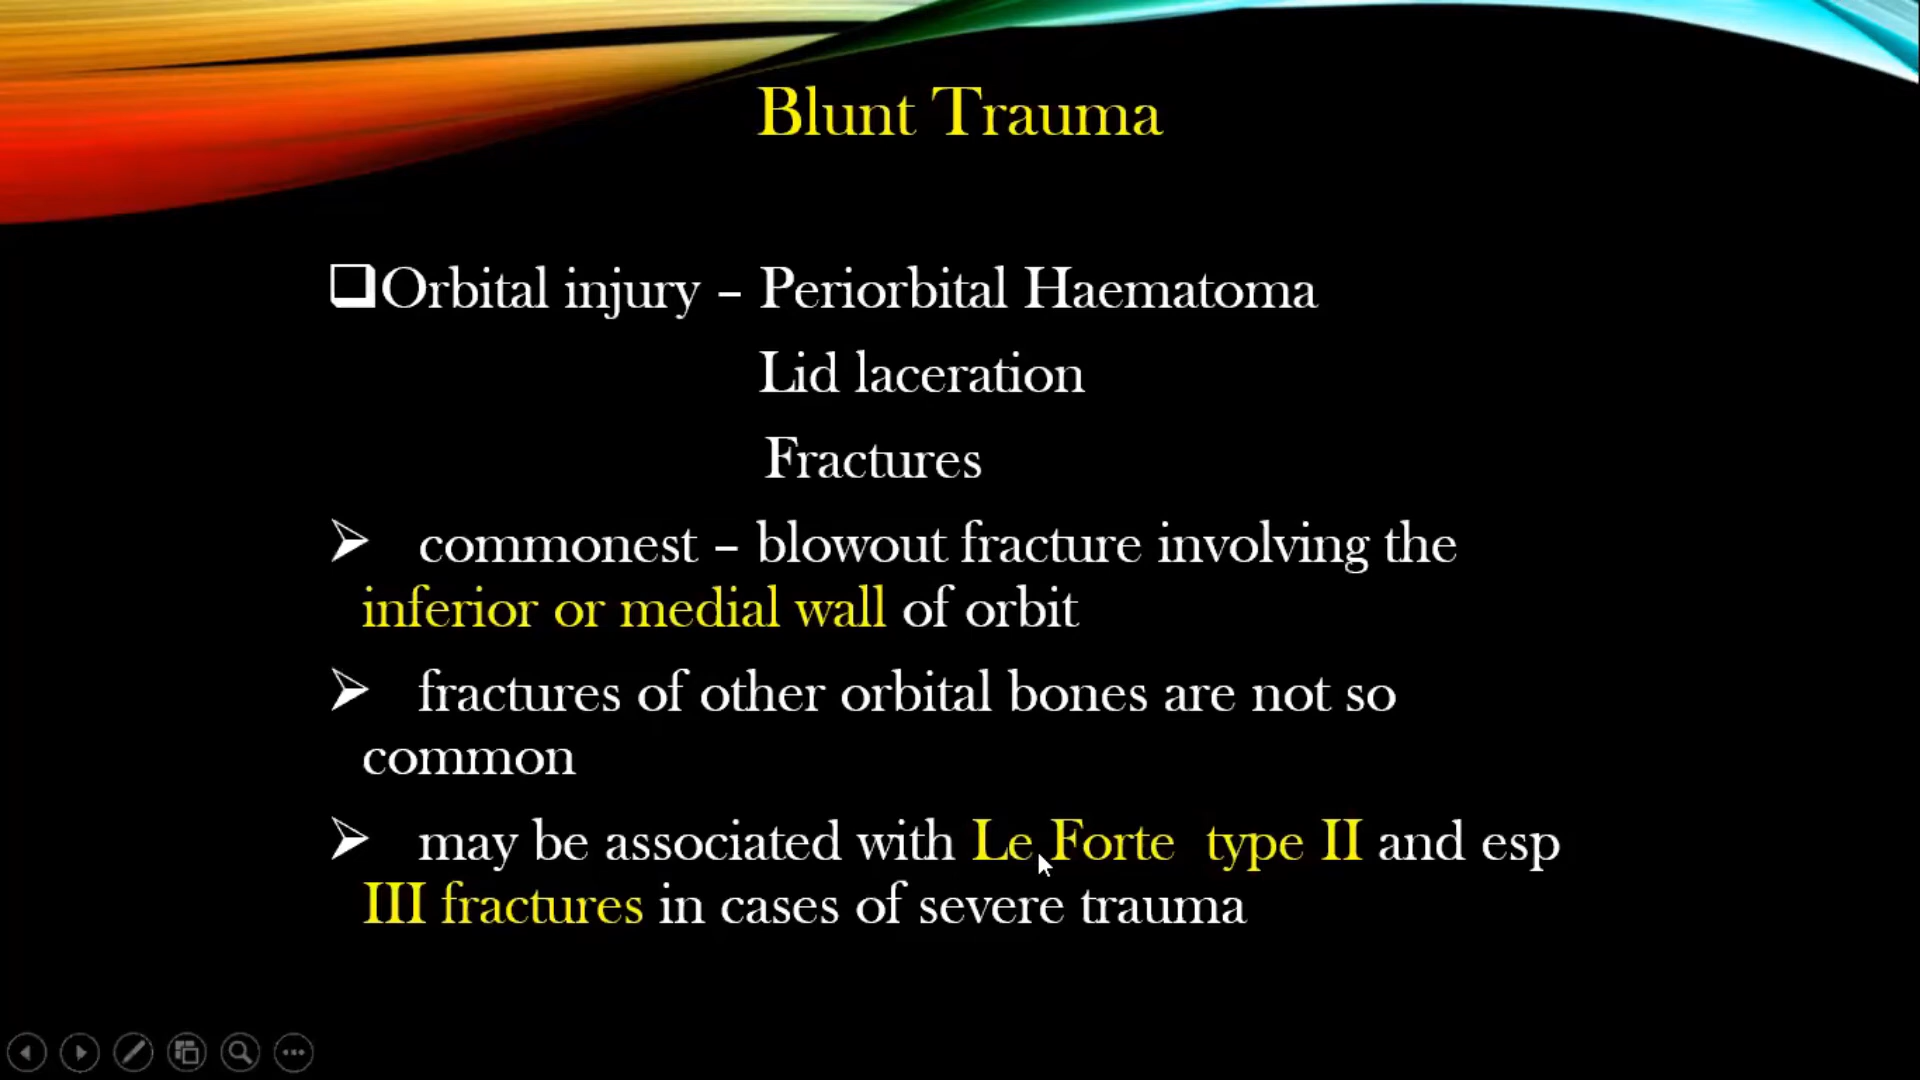 Blunt Trauma
Orbital injury – Periorbital Haematoma
Lid laceration
Fractures
commonest – blowout fracture involving the
inferior or medial wall of orbit
fractures of other orbital bones are not so
common
may be associated with Le Forte type II and esp
III fractures in cases of severe trauma